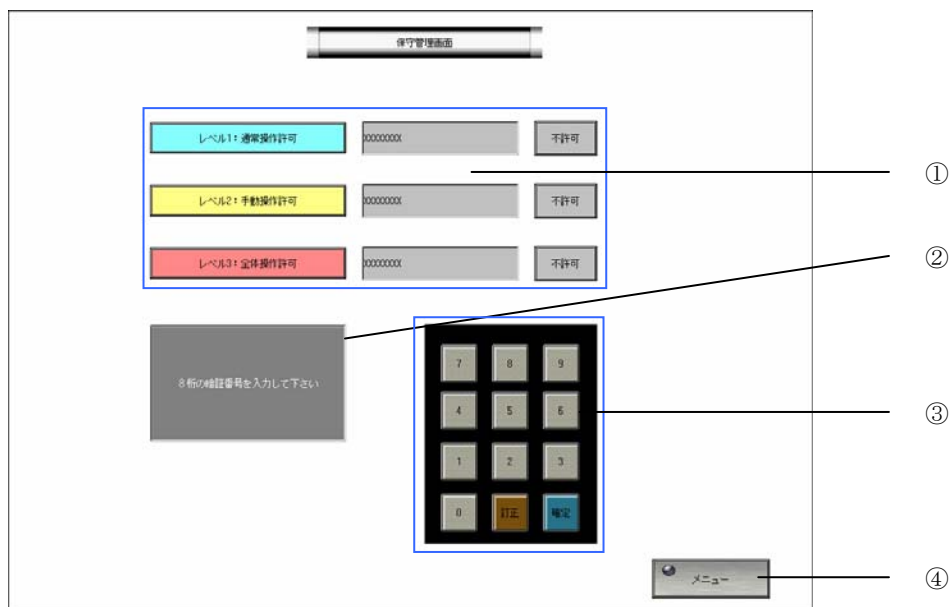 保守管理画面
レベル1：通常操作許可 XXXXXXXX 不許可
①
レベル2：手動操作許可 XXXXXXXX 不許可
②
レベル3：全体操作許可 XXXXXXXX 不許可
8桁の暗証番号を入力して下さい
7 8 9
4 5 6
③
1 2 3
0 訂正 確定
メニュー
④